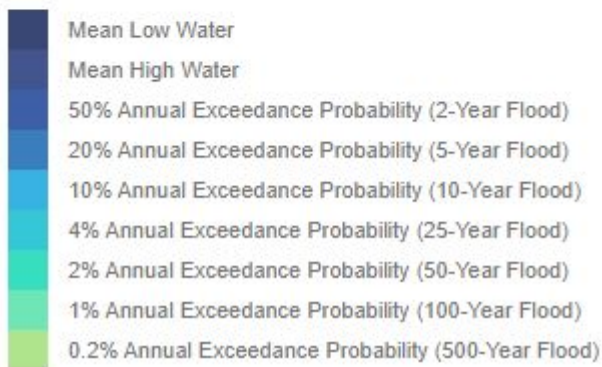 Mean Low Water
Mean High Water
50% Annual Exceedance Probability (2-Year Flood)
20% Annual Exceedance Probability (5-Year Flood)
10% Annual Exceedance Probability (10-Year Flood)
4% Annual Exceedance Probability (25-Year Flood)
2% Annual Exceedance Probability (50-Year Flood)
1% Annual Exceedance Probability (100-Year Flood)
0.2% Annual Exceedance Probability (500-Year Flood)